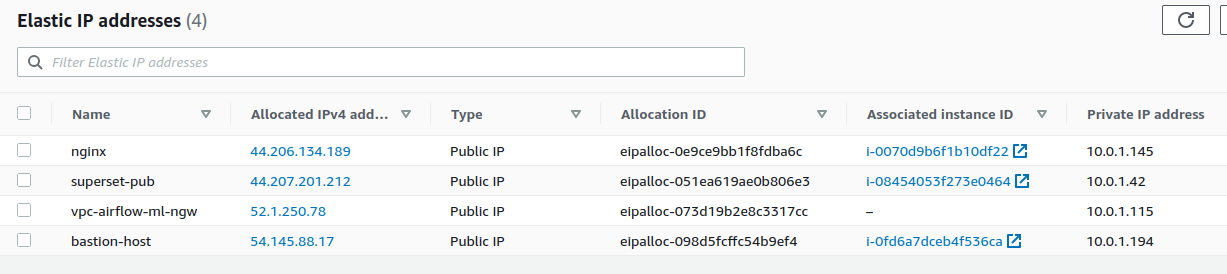 Elastic IP addresses (4)
Filter Elastic IP addresses
Name Allocated IPv4 add... Type Allocation ID Associated instance ID Private IP address
nginx 44.206.134.189 Public IP eipalloc-0e9ce9bb1f8fdba6c i-0070d9b6f1b10df22 10.0.1.145
superset-pub 44.207.201.212 Public IP eipalloc-051ea619ae0b806e3 i-08454053f273e0464 10.0.1.42
vpc-airflow-ml-ngw 52.1.250.78 Public IP eipalloc-073d19b2e8c3317cc – 10.0.1.115
bastion-host 54.145.88.17 Public IP eipalloc-098d5fcffc54b9ef4 i-0fd6a7dceb4f536ca 10.0.1.194